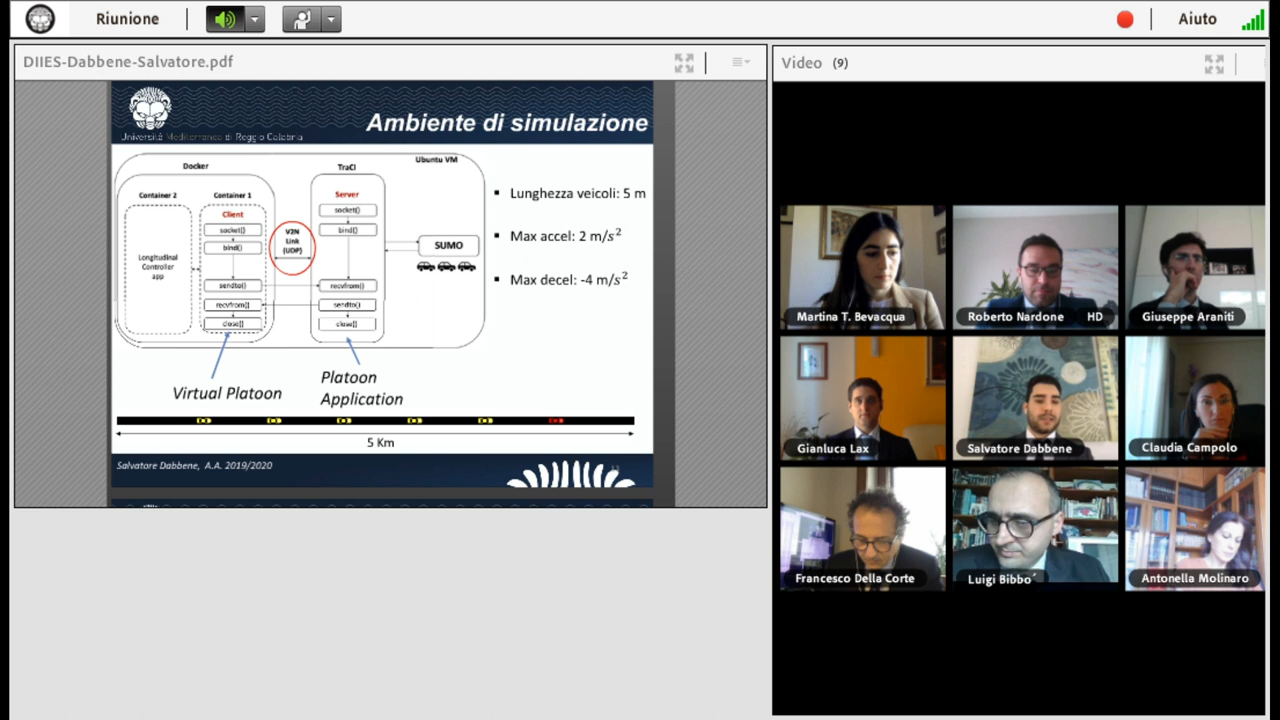 Riunione
Aiuto
DIIES-Dabbene-Salvatore.pdf
Video (9)
Università Mediterranea di Reggio Calabria
Ambiente di simulazione
Docker
TraCI
Ubuntu VM
Container 2
Container 1
Client
socket()
bind()
sendto()
recvfrom()
close()
Longitudinal
Controller
app
V2N
Link
(UDP)
Server
socket()
bind()
recvfrom()
sendto()
close()
SUMO
▪ Lunghezza veicoli: 5 m
▪ Max accel: 2 m/s²
▪ Max decel: -4 m/s²
Virtual Platoon
Platoon
Application
5 Km
Salvatore Dabbene, A.A. 2019/2020
Martina T. Bevacqua
Roberto Nardone HD
Giuseppe Araniti
Gianluca Lax
Salvatore Dabbene
Claudia Campolo
Francesco Della Corte
Luigi Bibbo´
Antonella Molinaro